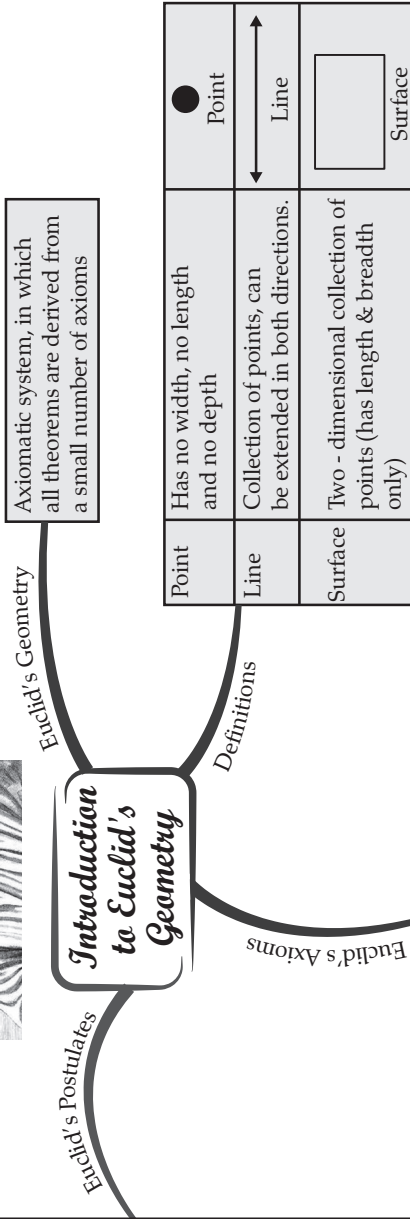 Introduction
to Euclid's
Geometry
Euclid's Geometry
Axiomatic system, in which
all theorems are derived from
a small number of axioms
Definitions
Point
Has no width, no length
and no depth
Point
Line
Collection of points, can
be extended in both directions.
Line
Surface
Two - dimensional collection of
points (has length & breadth
only)
Surface
Euclid's Axioms
Euclid's Postulates